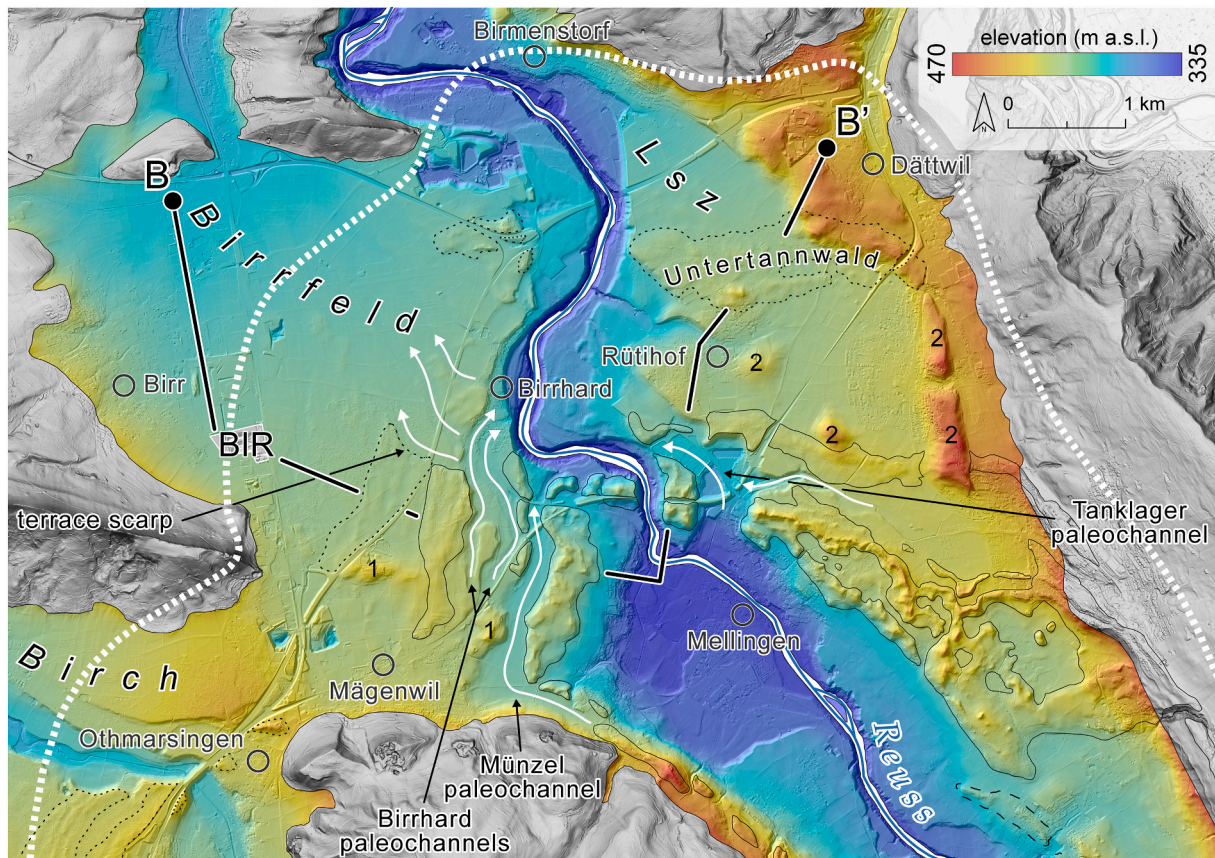 Birmenstorf
elevation (m a.s.l.)
470
335
N
0
1 km
B'
Lsz
Dättwil
B
Birrfeld
Untertannwald
Rütihof
2
2
2
2
Birr
Birrhard
BIR
terrace scarp
Tanklager
paleochannel
1
1
Mellingen
Birch
Mägenwil
Othmarsingen
Münzel
paleochannel
Birrhard
paleochannels
Reuss